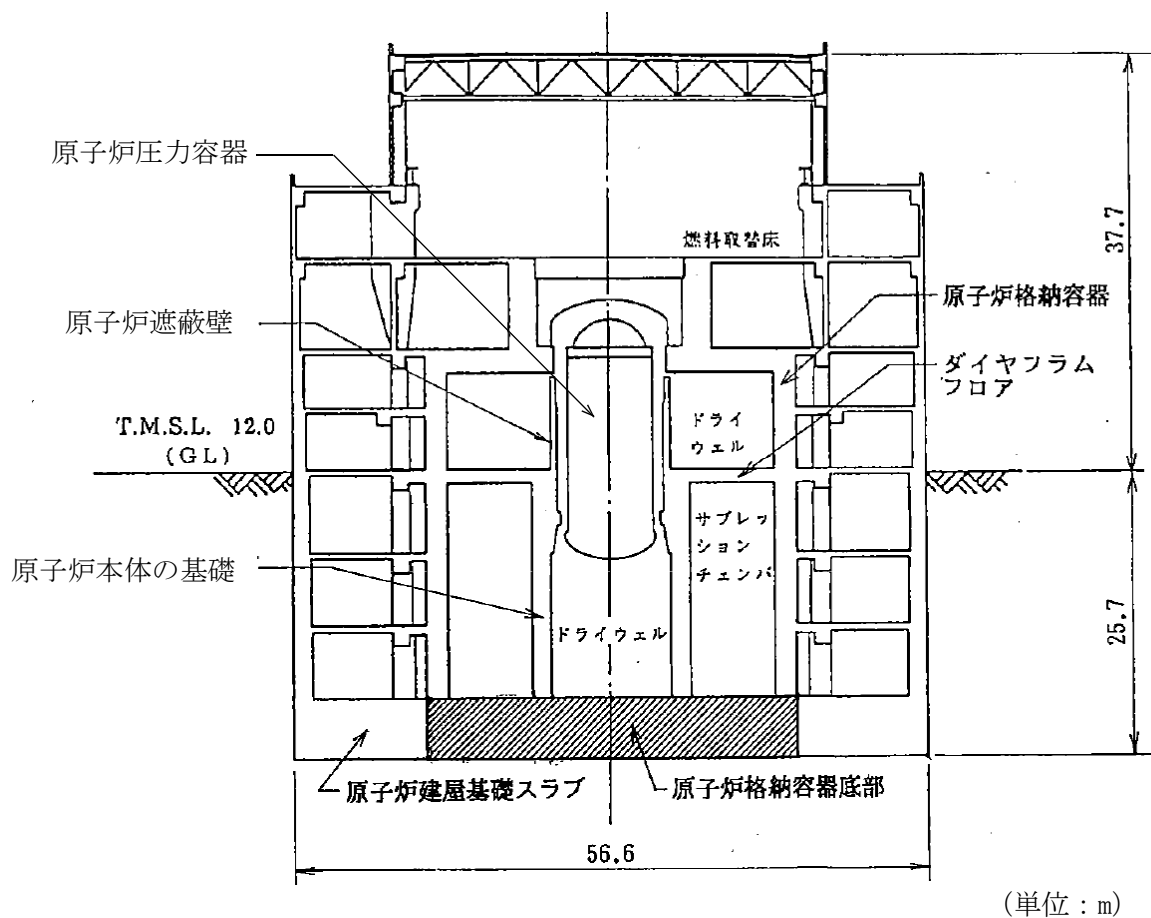 原子炉圧力容器
37.7
燃料取替床
原子炉格納容器
原子炉遮蔽壁
ダイヤフラム
フロア
T.M.S.L. 12.0
(GL)
ドライ
ウェル
サプレッ
ション
チェンバ
原子炉本体の基礎
25.7
ドライウェル
原子炉建屋基礎スラブ
原子炉格納容器底部
56.6
(単位：m)